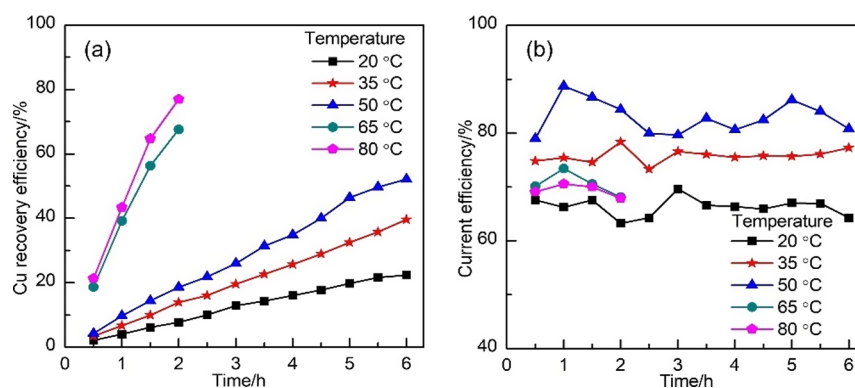 (a)
Temperature
20 °C
35 °C
50 °C
65 °C
80 °C
Cu recovery efficiency/%
100
80
60
40
20
0
0 1 2 3 4 5 6
Time/h
(b)
Current efficiency/%
100
80
60
40
Temperature
20 °C
35 °C
50 °C
65 °C
80 °C
0 1 2 3 4 5 6
Time/h